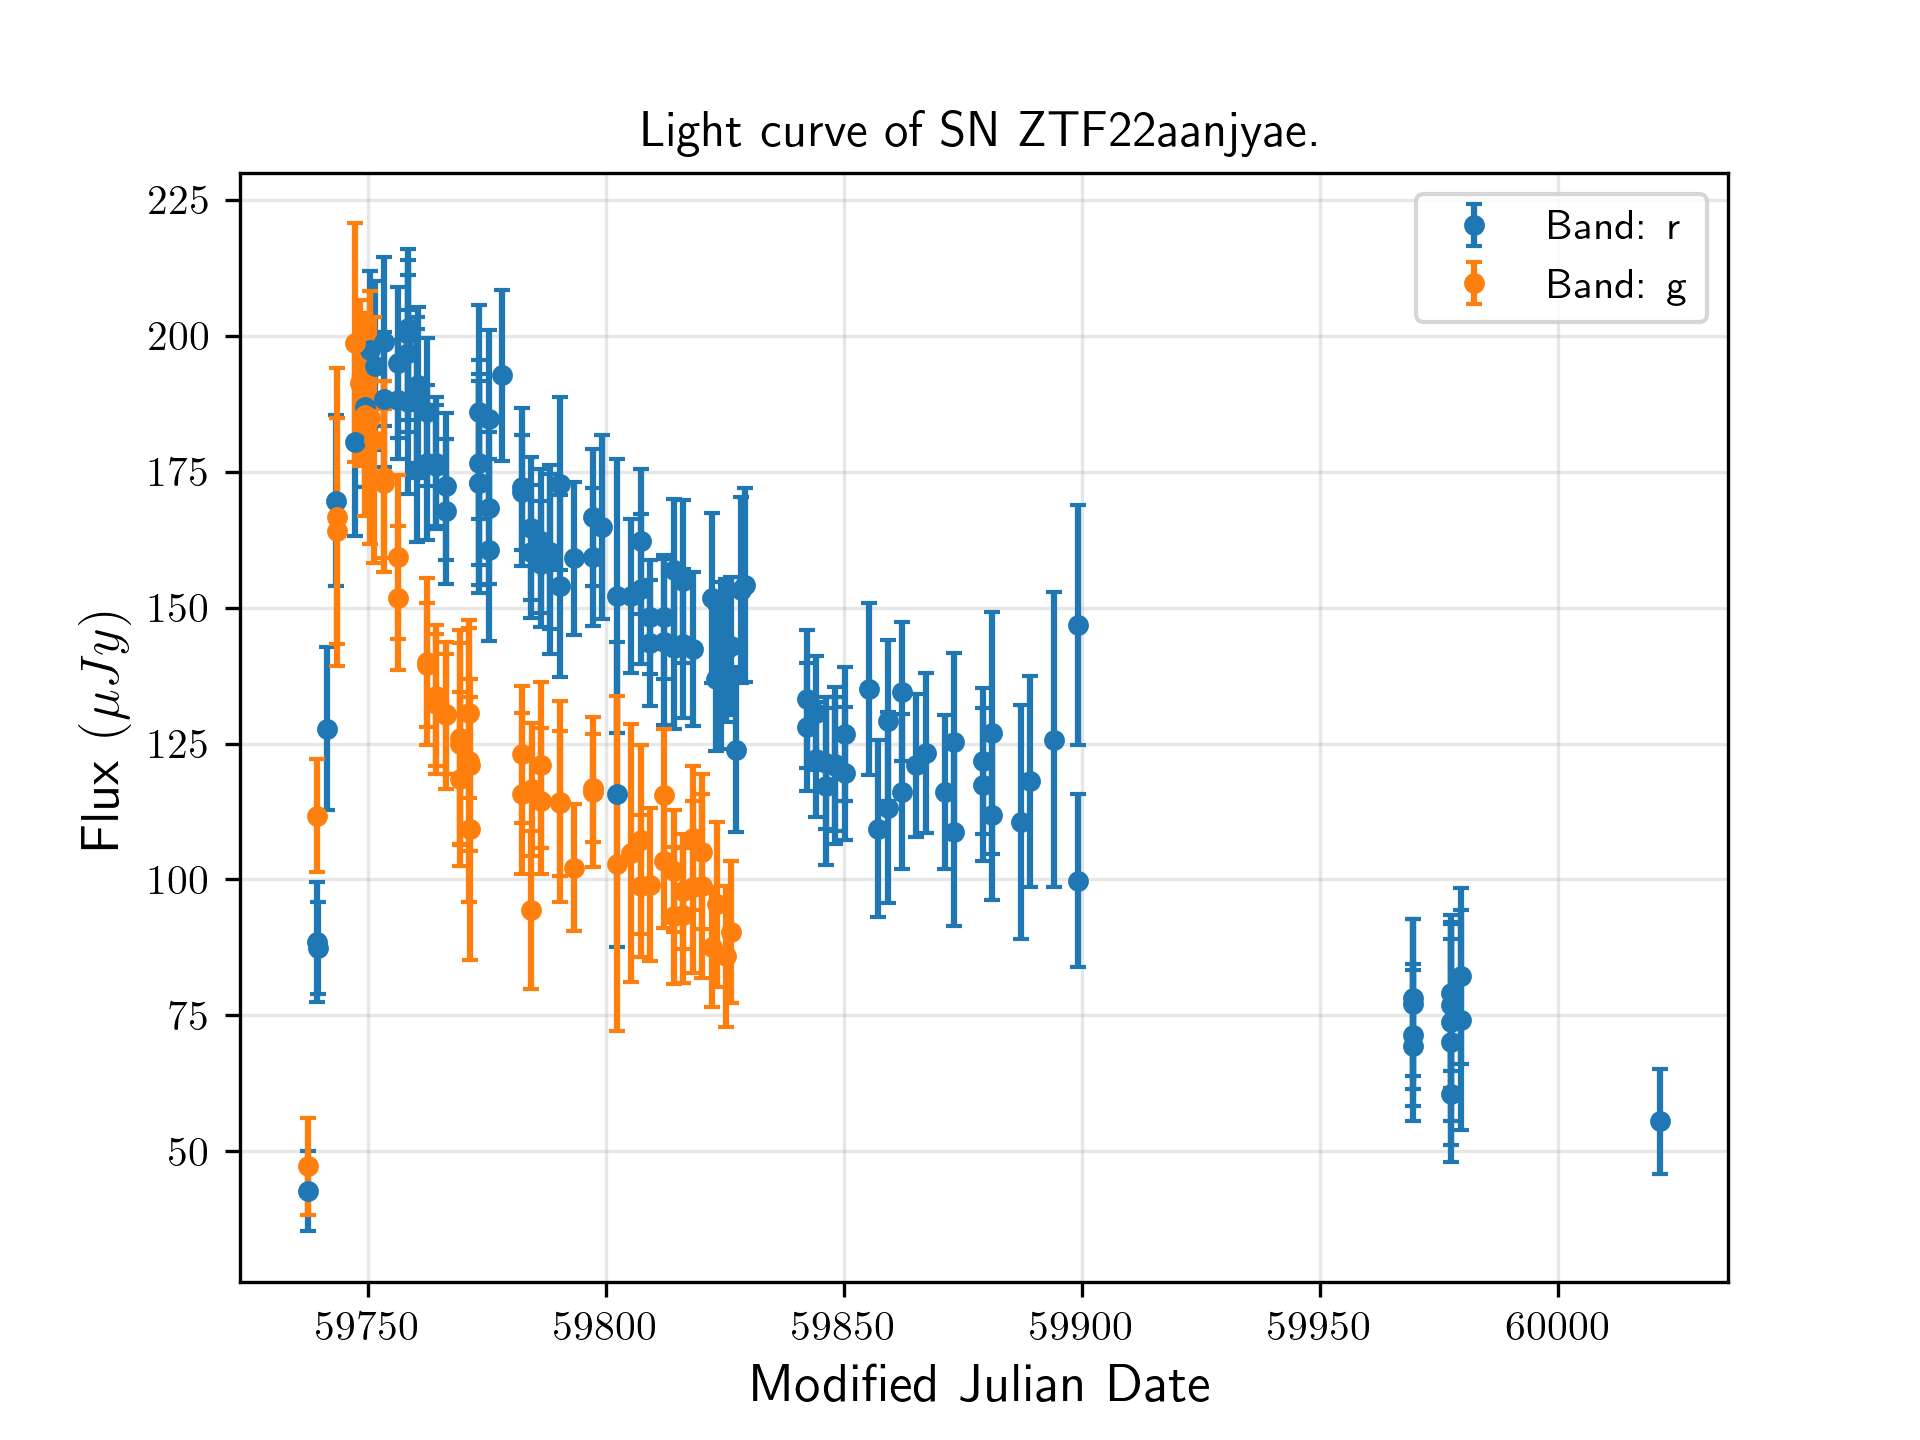 Light curve of SN ZTF22aanjyae.
Band: r
Band: g
225
200
175
150
125
100
75
50
Flux (μJy)
59750 59800 59850 59900 59950 60000
Modified Julian Date